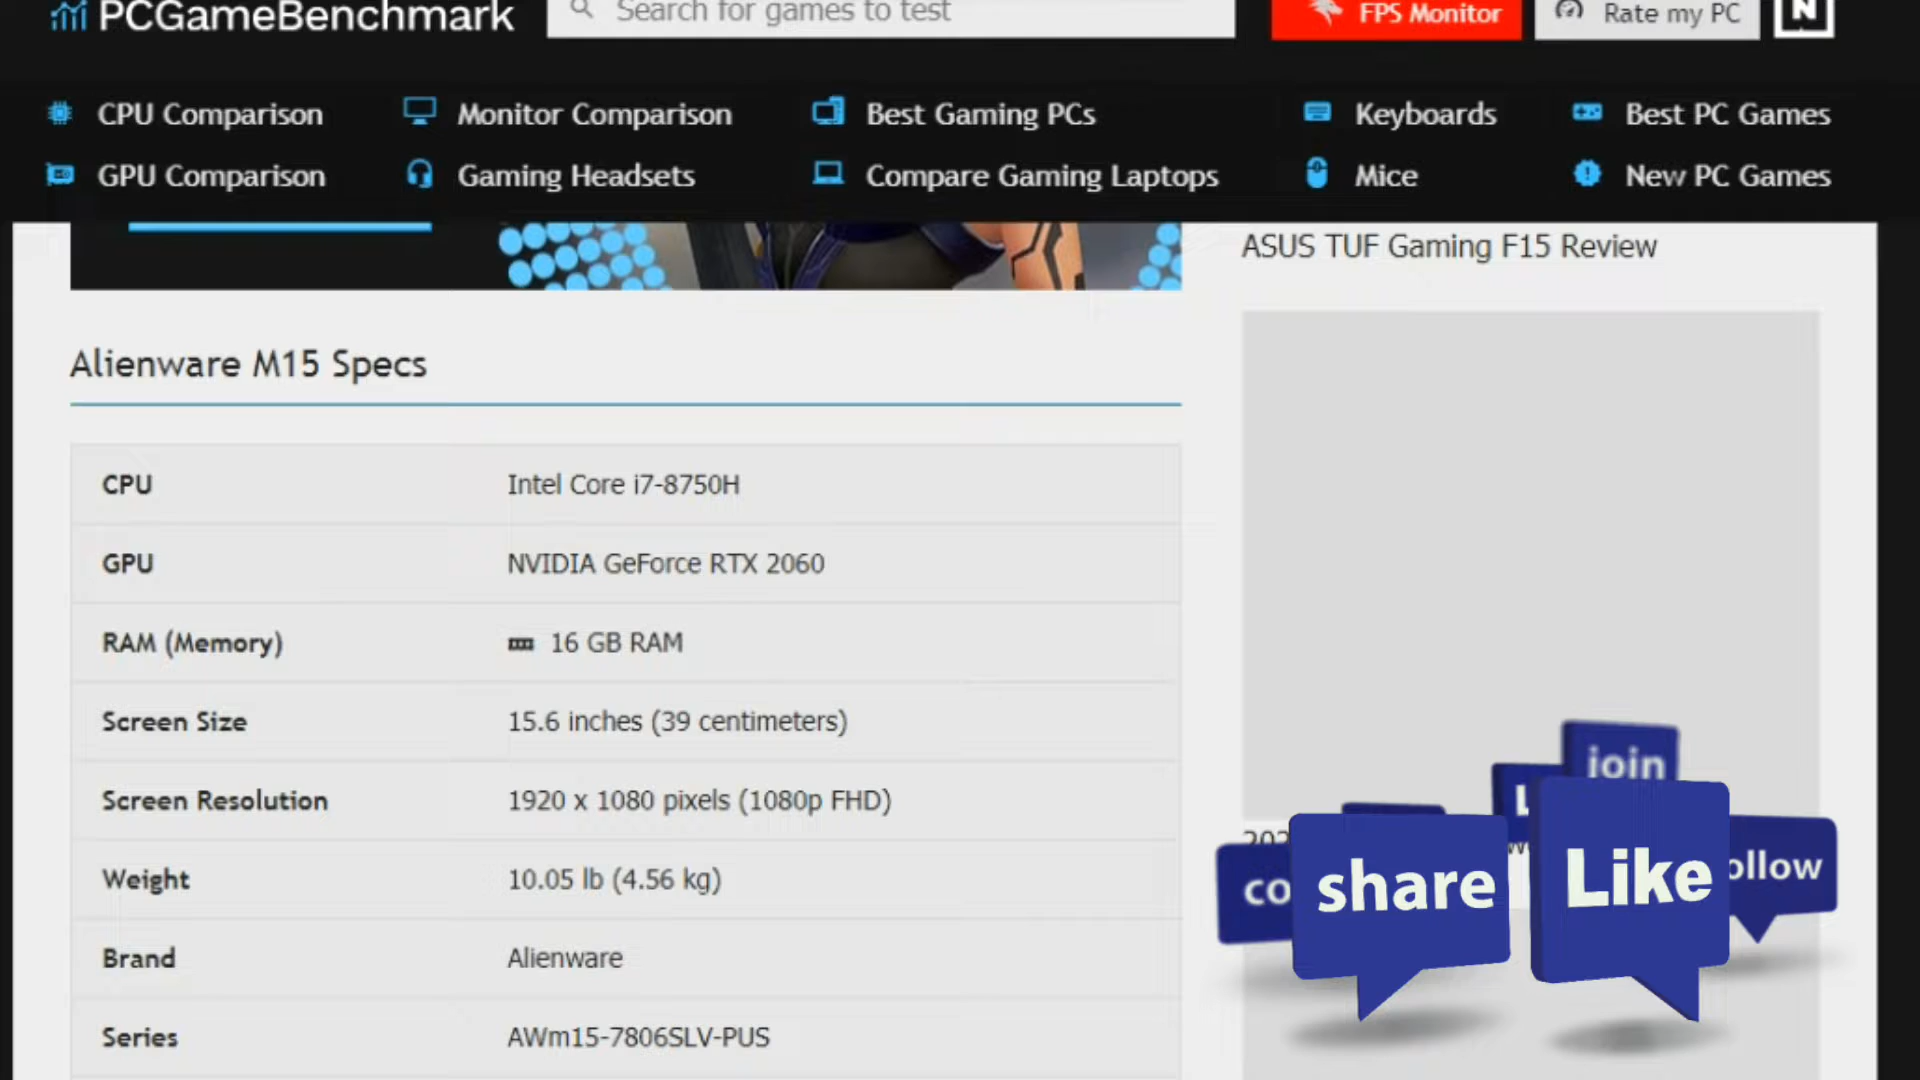 PCGameBenchmark
Search for games to test
FPS Monitor
Rate my PC
N
CPU Comparison
Monitor Comparison
Best Gaming PCs
Keyboards
Best PC Games
GPU Comparison
Gaming Headsets
Compare Gaming Laptops
Mice
New PC Games
ASUS TUF Gaming F15 Review
Alienware M15 Specs
CPU Intel Core i7-8750H
GPU NVIDIA GeForce RTX 2060
RAM (Memory) 16 GB RAM
Screen Size 15.6 inches (39 centimeters)
Screen Resolution 1920 x 1080 pixels (1080p FHD)
Weight 10.05 lb (4.56 kg)
Brand Alienware
Series AWm15-7806SLV-PUS
join
co
share
Like
ollow